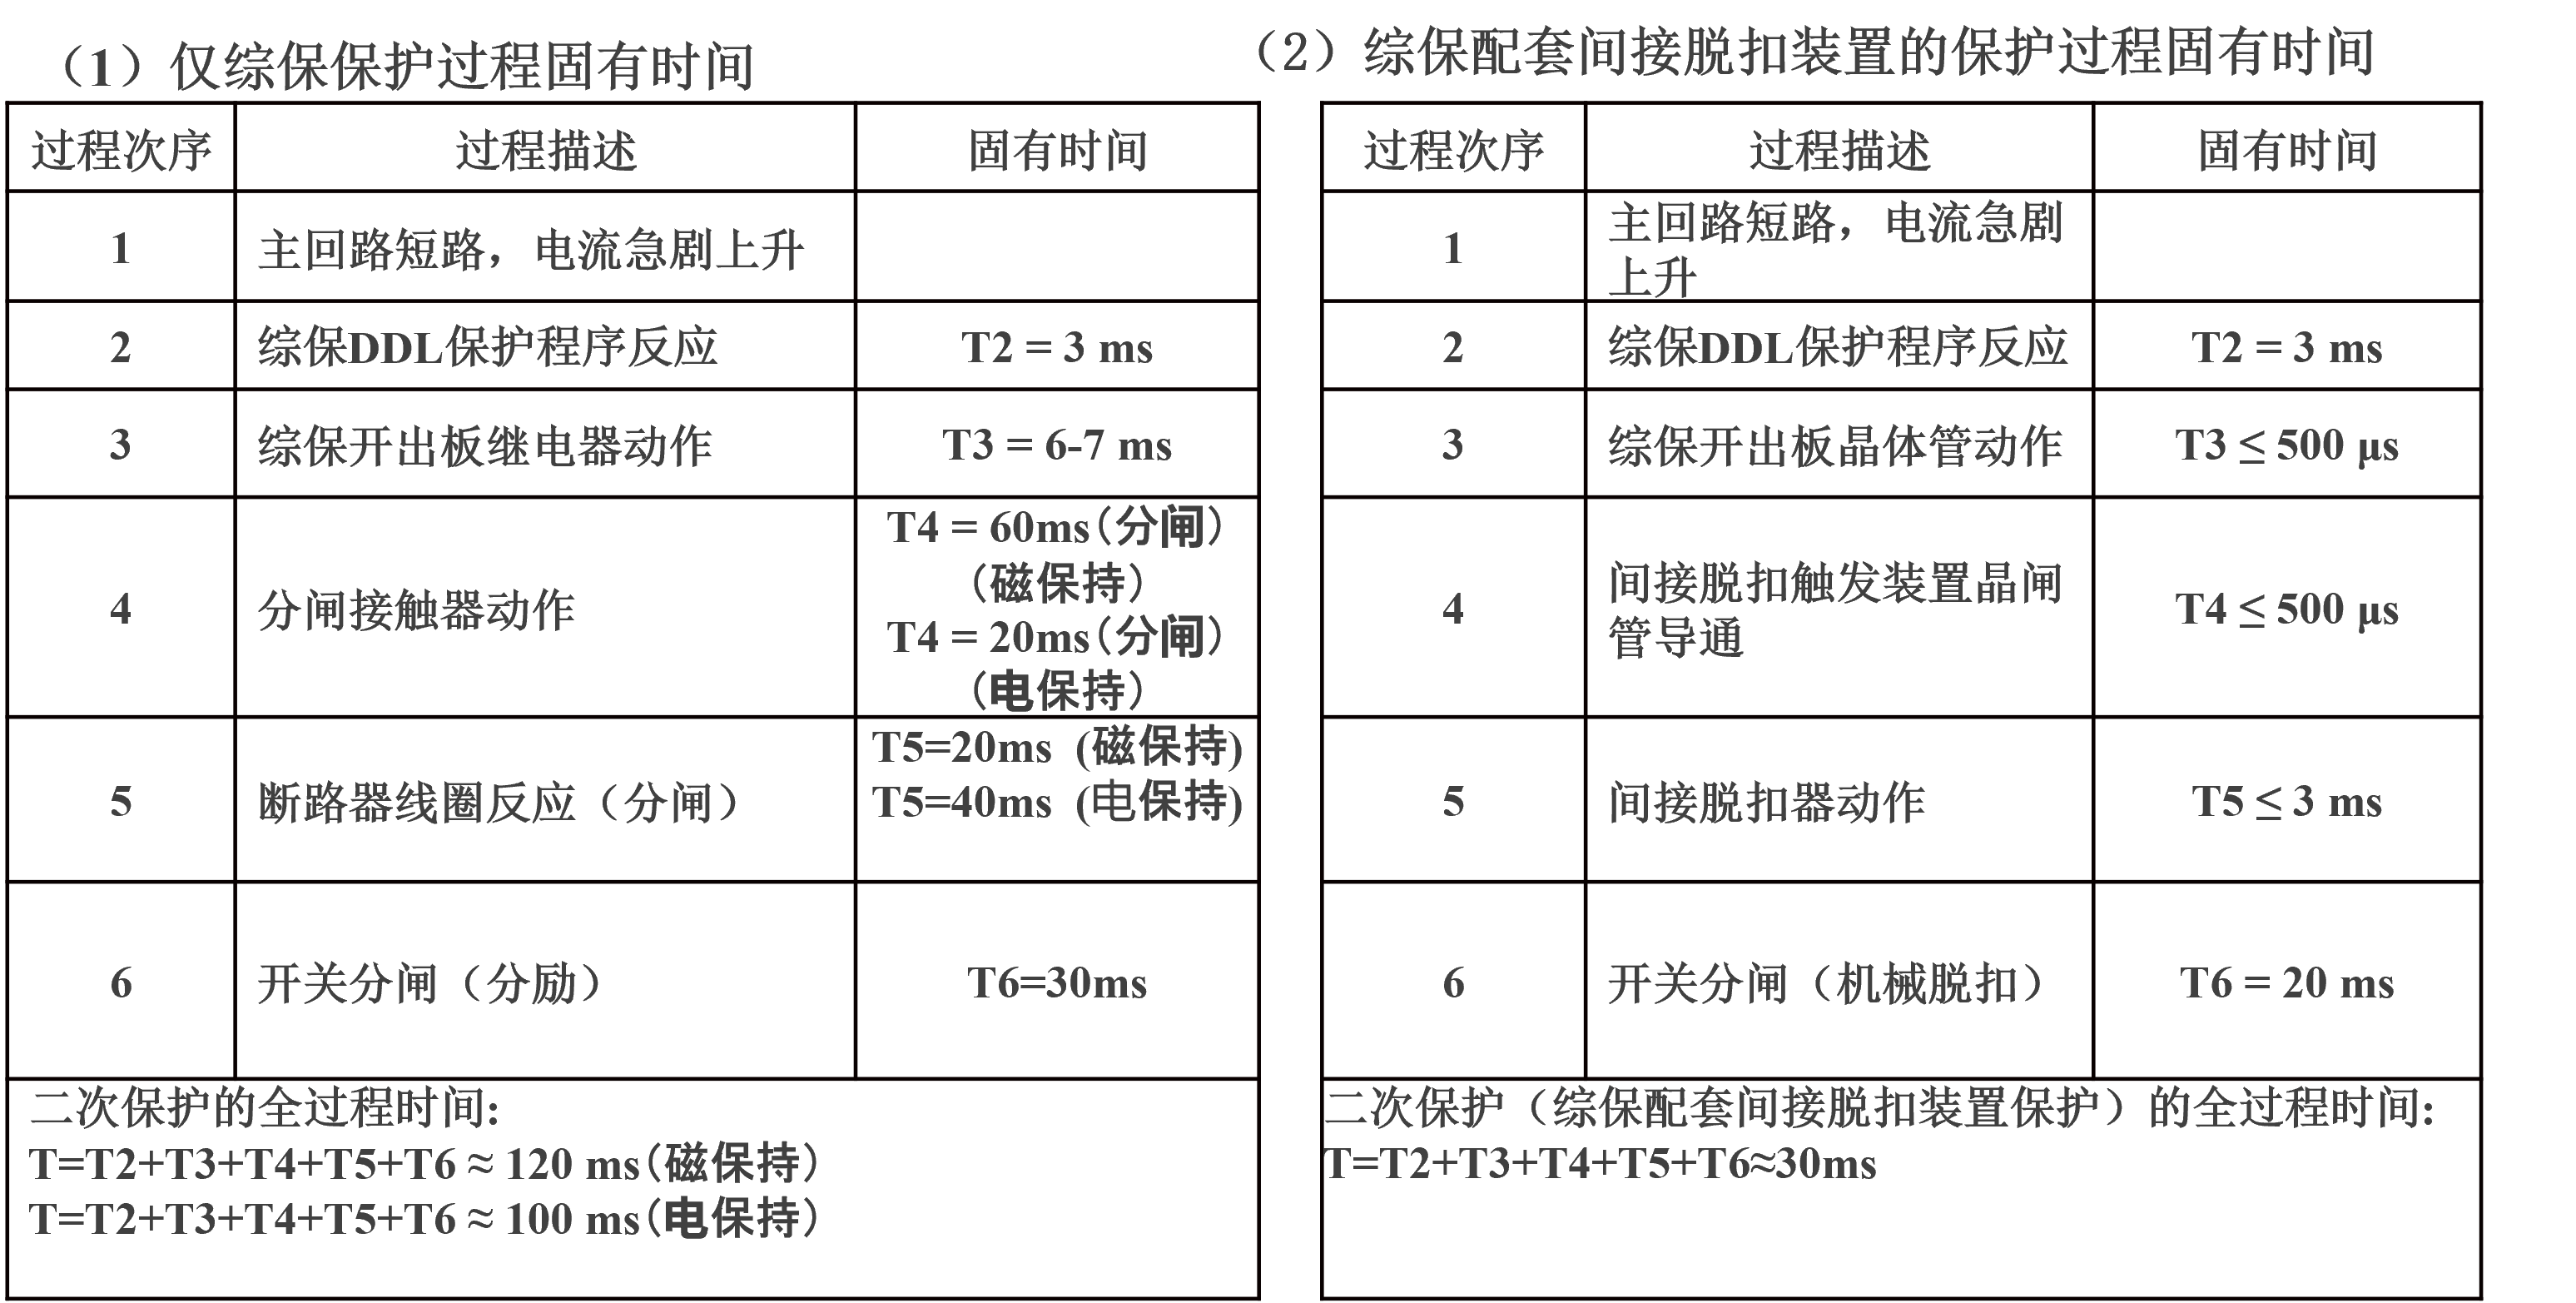 （1）仅综保保护过程固有时间
过程次序 过程描述 固有时间
1 主回路短路，电流急剧上升
2 综保DDL保护程序反应 T2 = 3 ms
3 综保开出板继电器动作 T3 = 6-7 ms
4 分闸接触器动作 T4 = 60ms（分闸）
（磁保持）
T4 = 20ms（分闸）
（电保持）
5 断路器线圈反应（分闸） T5=20ms (磁保持)
T5=40ms (电保持)
6 开关分闸（分励） T6=30ms
二次保护的全过程时间:
T=T2+T3+T4+T5+T6 ≈ 120 ms（磁保持）
T=T2+T3+T4+T5+T6 ≈ 100 ms（电保持）
（2）综保配套间接脱扣装置的保护过程固有时间
过程次序 过程描述 固有时间
1 主回路短路，电流急剧
上升
2 综保DDL保护程序反应 T2 = 3 ms
3 综保开出板晶体管动作 T3 ≤ 500 μs
4 间接脱扣触发装置晶闸
管导通 T4 ≤ 500 μs
5 间接脱扣器动作 T5 ≤ 3 ms
6 开关分闸（机械脱扣） T6 = 20 ms
二次保护（综保配套间接脱扣装置保护）的全过程时间:
T=T2+T3+T4+T5+T6≈30ms